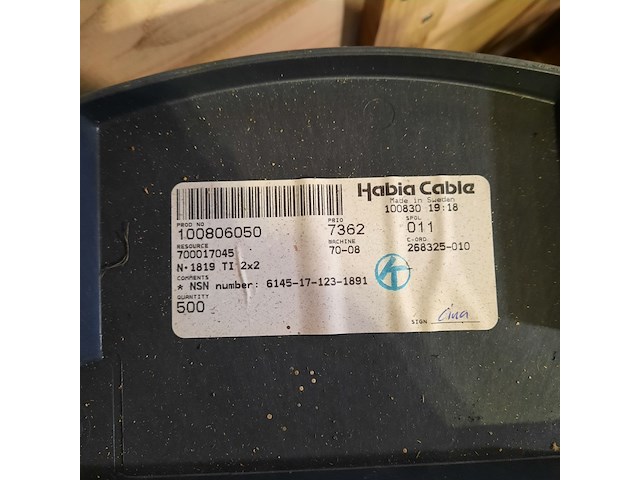 Habia Cable
Made in Sweden
100830 19:18
PROD NO
100806050
PRIO
7362
SPOL
011
RESOURCE
700017045
MACHINE
70-08
C-ORD.
268325-010
N-1819 TI 2x2
COMMENTS
* NSN number: 6145-17-123-1891
QUANTITY
500
SIGN